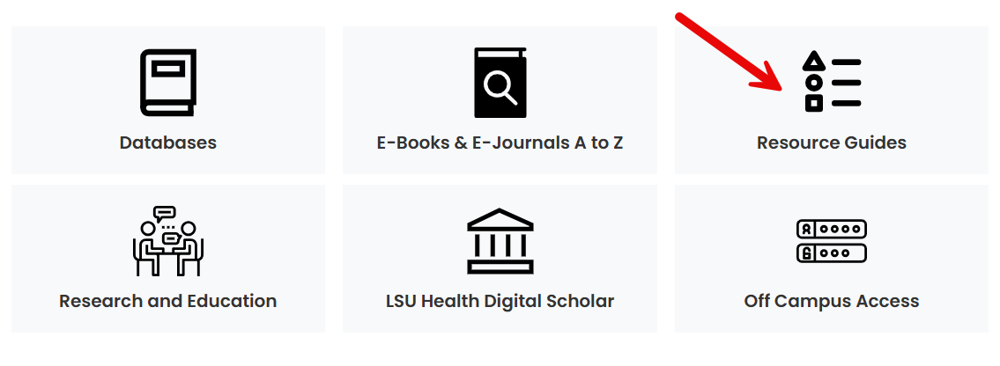 Databases
E-Books & E-Journals A to Z
Resource Guides
Research and Education
LSU Health Digital Scholar
Off Campus Access